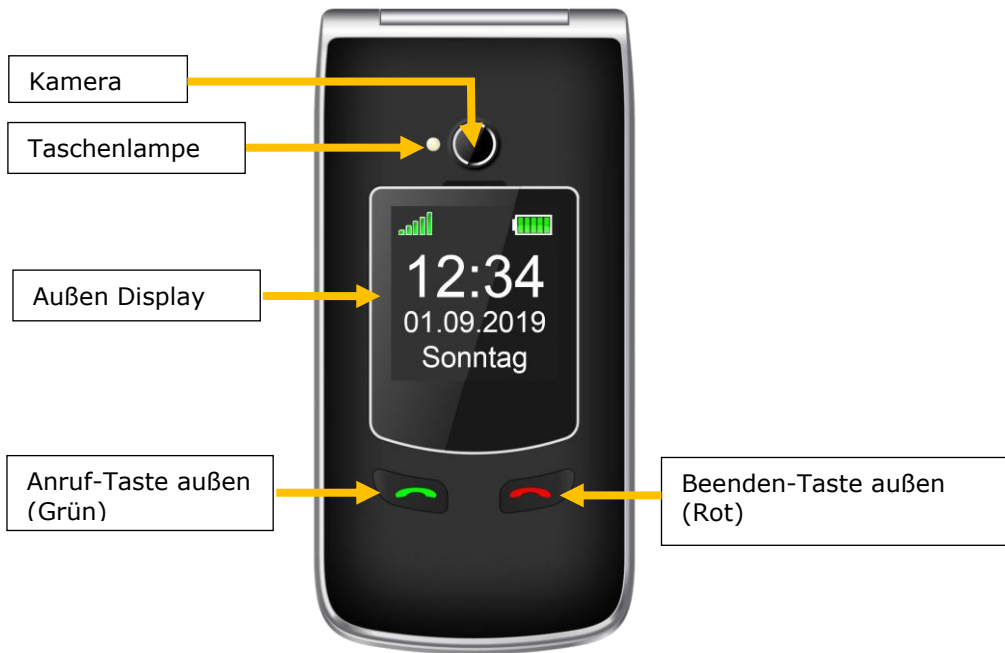 Kamera
Taschenlampe
Außen Display
12:34
01.09.2019
Sonntag
Anruf-Taste außen
(Grün)
Beenden-Taste außen
(Rot)